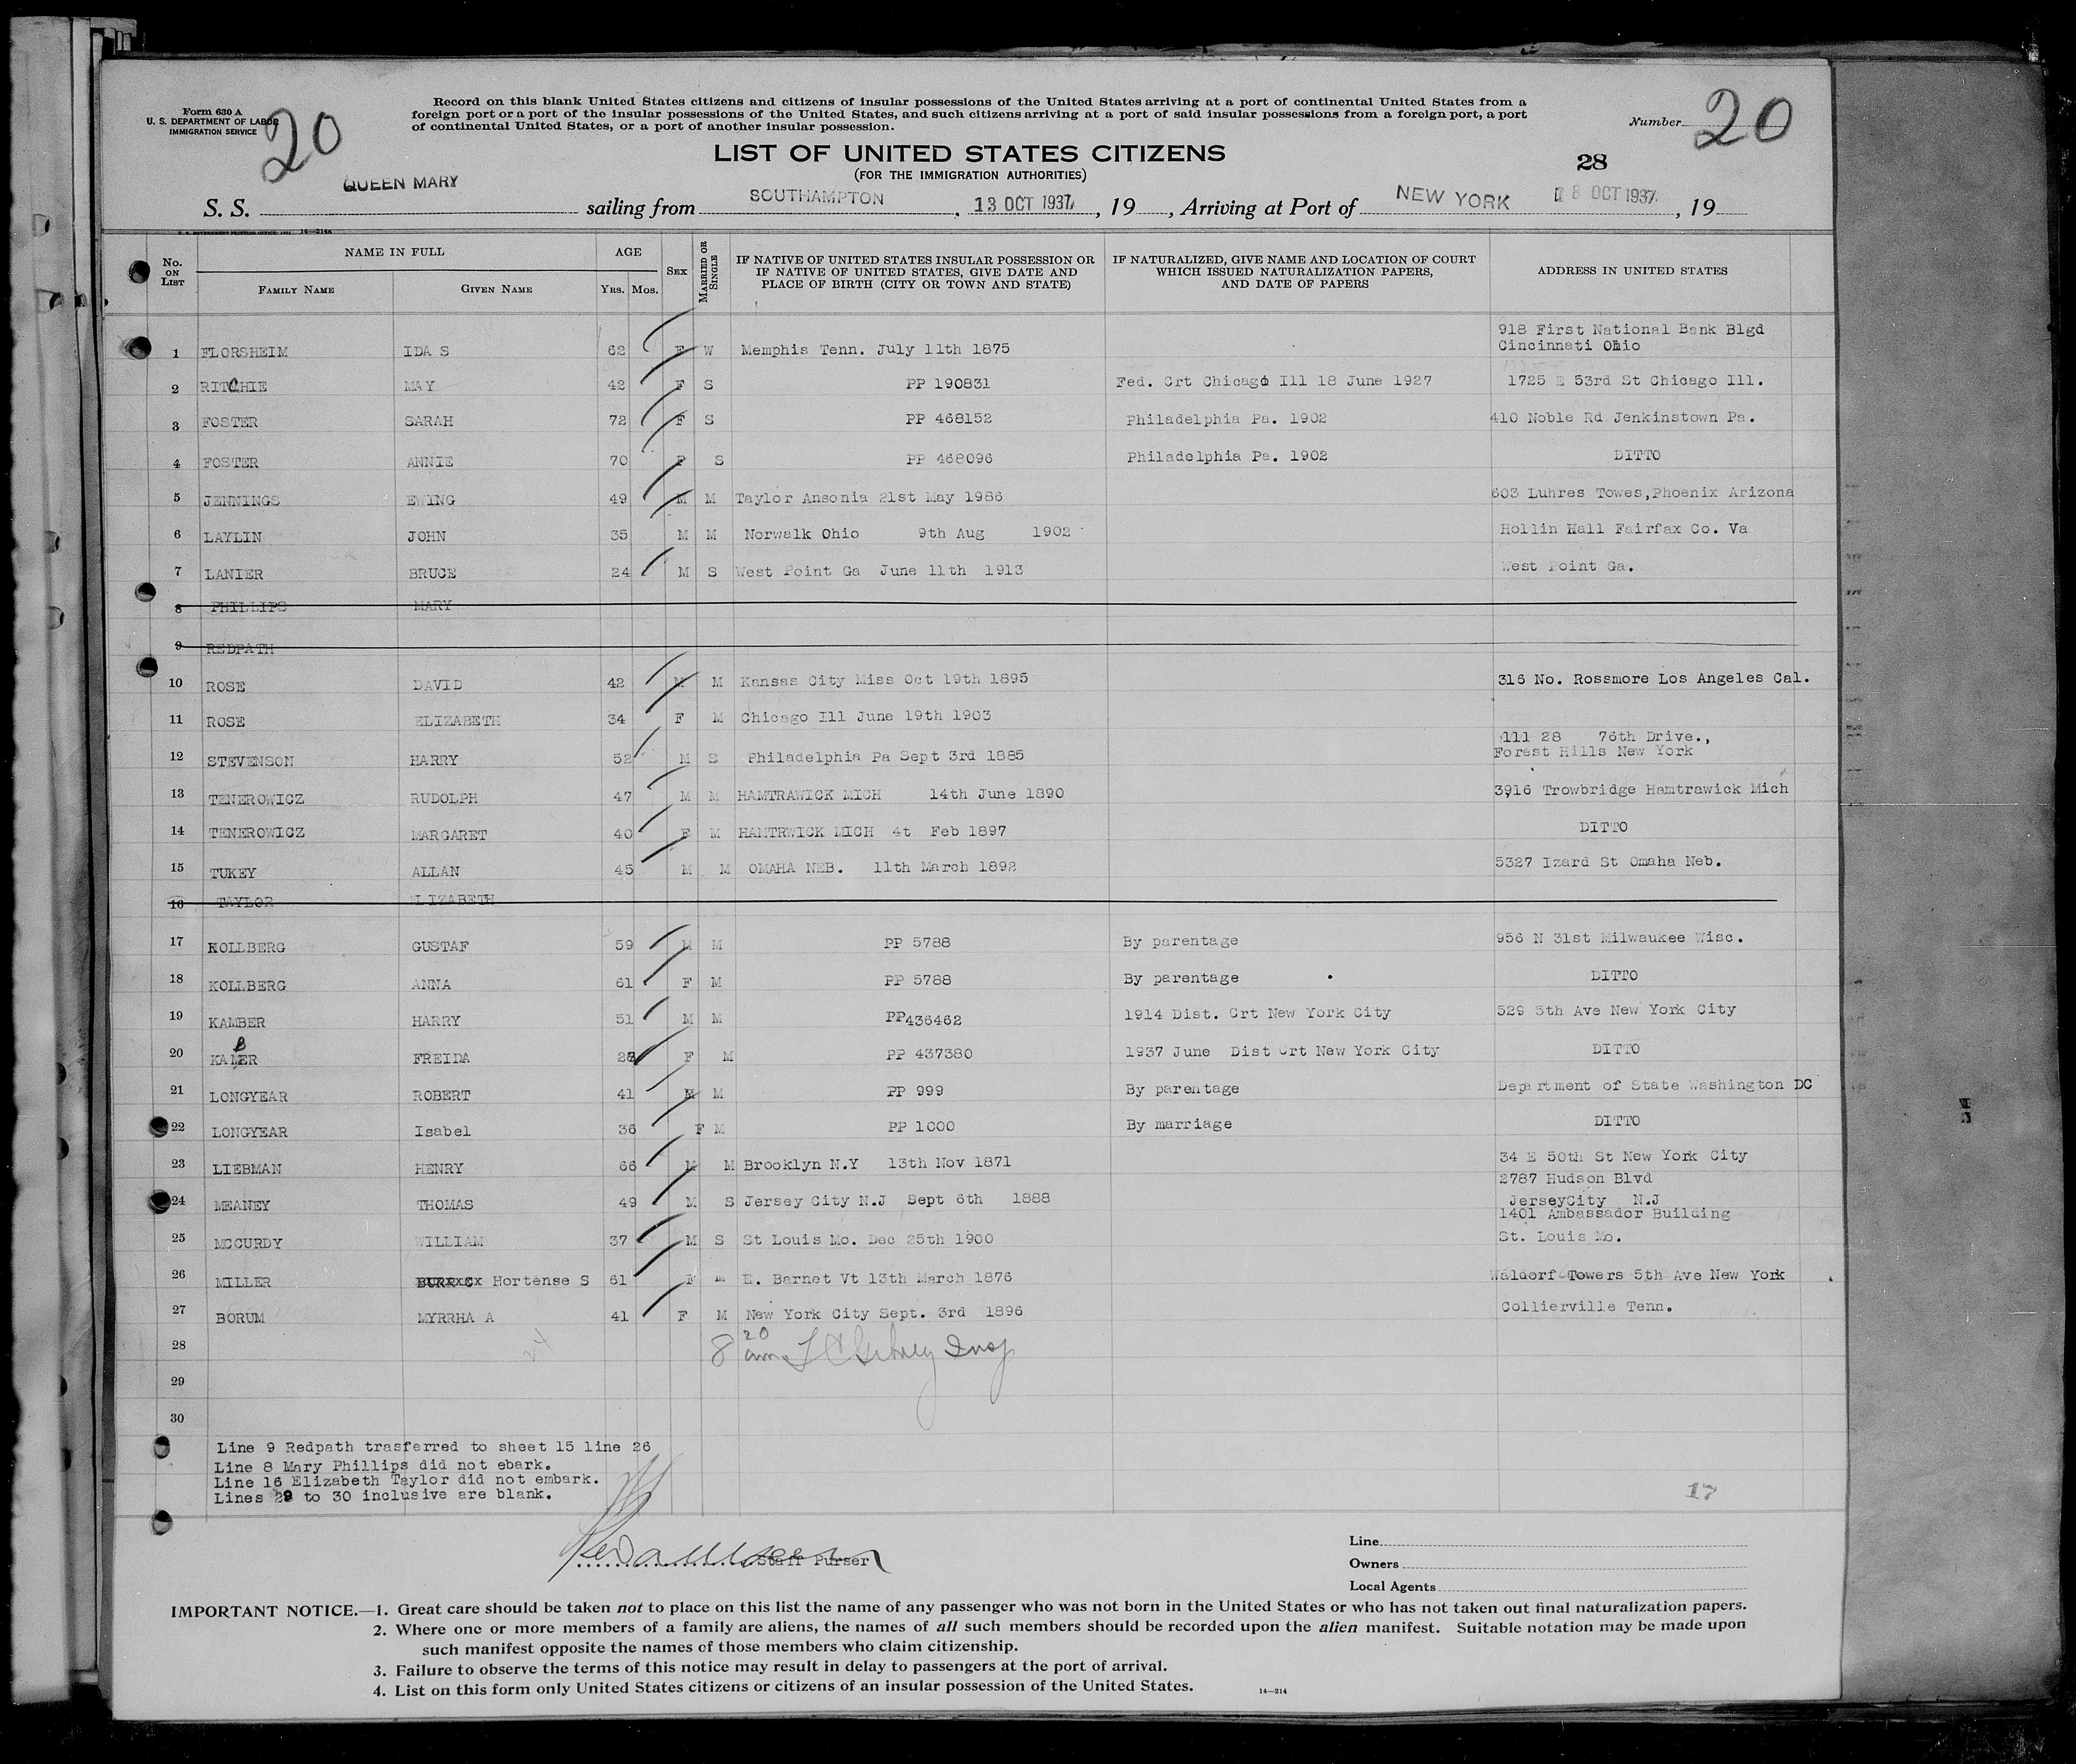 Form 630 A
U. S. DEPARTMENT OF LABOR
IMMIGRATION SERVICE
20
Record on this blank United States citizens and citizens of insular possessions of the United States arriving at a port of continental United States from a
foreign port or a port of the insular possessions of the United States, and such citizens arriving at a port of said insular possessions from a foreign port, a port
of continental United States, or a port of another insular possession.
Number 20
LIST OF UNITED STATES CITIZENS
(FOR THE IMMIGRATION AUTHORITIES)
28
S. S. QUEEN MARY sailing from SOUTHAMPTON, 13 OCT 1937, 19 , Arriving at Port of NEW YORK 18 OCT 1937, 19
No. ON LIST
NAME IN FULL
FAMILY NAME GIVEN NAME
AGE
YRS. MOS.
SEX
MARRIED OR SINGLE
IF NATIVE OF UNITED STATES INSULAR POSSESSION OR
IF NATIVE OF UNITED STATES, GIVE DATE AND
PLACE OF BIRTH (CITY OR TOWN AND STATE)
IF NATURALIZED, GIVE NAME AND LOCATION OF COURT
WHICH ISSUED NATURALIZATION PAPERS,
AND DATE OF PAPERS
ADDRESS IN UNITED STATES
918 First National Bank Blgd
1 FLORSHEIM IDA S 62 F W Memphis Tenn. July 11th 1875 Cincinnati Ohio
2 RITCHIE MAY 42 F S PP 190831 Fed. Crt Chicago Ill 18 June 1927 1725 E 53rd St Chicago Ill.
3 FOSTER SARAH 72 F S PP 468152 Philadelphia Pa. 1902 410 Noble Rd Jenkinstown Pa.
4 FOSTER ANNIE 70 F S PP 468096 Philadelphia Pa. 1902 DITTO
5 JENNINGS EWING 49 M M Taylor Ansonia 21st May 1986 603 Luhres Towes,Phoenix Arizona
6 LAYLIN JOHN 35 M M Norwalk Ohio 9th Aug 1902 Hollin Hall Fairfax Co. Va
7 LANIER BRUCE 24 M S West Point Ga June 11th 1913 West Point Ga.
8 PHILLIPS MARY
9 REDPATH
10 ROSE DAVID 42 M M Kansas City Miss Oct 19th 1895 316 No. Rossmore Los Angeles Cal.
11 ROSE ELIZABETH 34 F M Chicago Ill June 19th 1903
111 28 76th Drive.,
12 STEVENSON HARRY 52 M S Philadelphia Pa Sept 3rd 1885 Forest Hills New York
13 TENEROWICZ RUDOLPH 47 M M HAMTRAWICK MICH 14th June 1890 3916 Trowbridge Hamtrawick Mich
14 TENEROWICZ MARGARET 40 F M HAMTRWICK MICH 4t Feb 1897 DITTO
15 TUKEY ALLAN 45 M M OMAHA NEB. 11th March 1892 5327 Izard St Omaha Neb.
16 TAYLOR LIZABETH
17 KOLLBERG GUSTAF 59 M M PP 5788 By parentage 956 N 31st Milwaukee Wisc.
18 KOLLBERG ANNA 61 F M PP 5788 By parentage DITTO
19 KAMBER HARRY 51 M M PP436462 1914 Dist. Crt New York City 529 5th Ave New York City
20 KAMBER FREIDA F M PP 437380 1937 June Dist Crt New York City DITTO
21 LONGYEAR ROBERT 41 M M PP 999 By parentage Department of State Washington DC
22 LONGYEAR Isabel 36 F M PP 1000 By marriage DITTO
23 LIEBMAN HENRY 66 M M Brooklyn N.Y 13th Nov 1871 34 E 50th St New York City
2787 Hudson Blvd
24 MEANEY THOMAS 49 M S Jersey City N.J Sept 6th 1888 JerseyCity N.J
1401 Ambassador Building
25 MCCURDY WILLIAM 37 M S St Louis Mo. Dec 25th 1900 St. Louis Mo.
26 MILLER Hortense S 61 F M E. Barnet Vt 13th March 1876 Waldorf Towers 5th Ave New York
27 BORUM MYRRHA A 41 F M New York City Sept. 3rd 1896 Collierville Tenn.
28 8 20 am
29
30
Line 9 Redpath trasferred to sheet 15 line 26
Line 8 Mary Phillips did not ebark.
Line 16 Elizabeth Taylor did not embark.
Lines 29 to 30 inclusive are blank.
17
Staff Purser
Line
Owners
Local Agents
IMPORTANT NOTICE.—1. Great care should be taken not to place on this list the name of any passenger who was not born in the United States or who has not taken out final naturalization papers.
2. Where one or more members of a family are aliens, the names of all such members should be recorded upon the alien manifest. Suitable notation may be made upon
such manifest opposite the names of those members who claim citizenship.
3. Failure to observe the terms of this notice may result in delay to passengers at the port of arrival.
4. List on this form only United States citizens or citizens of an insular possession of the United States.
14—214